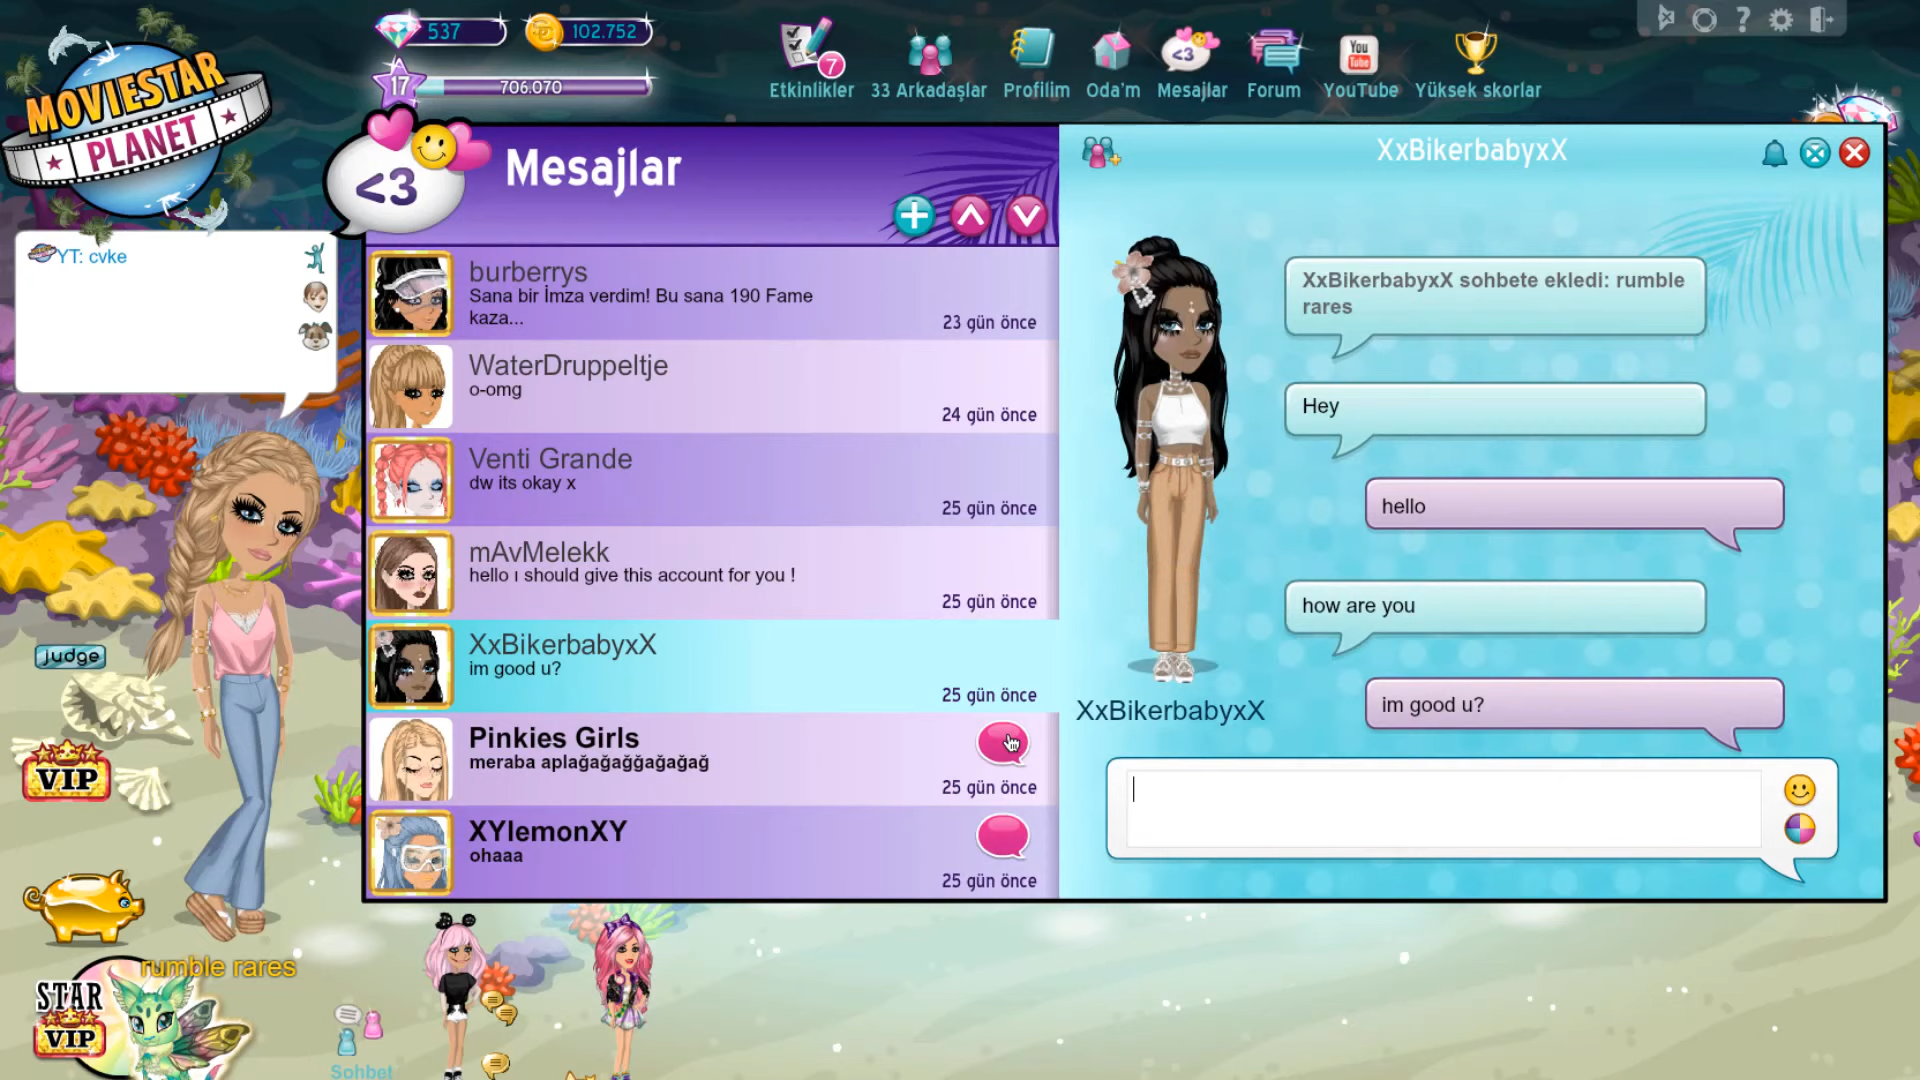 MOVIESTAR
PLANET
537
102.752
17
706.070
7
<3
You
Tube
Etkinlikler
33 Arkadaşlar
Profilim
Oda'm
Mesajlar
Forum
YouTube
Yüksek skorlar
?
YT: cvke
judge
VIP
rumble rares
STAR
VIP
Sohbet
<3
Mesajlar
burberrys
Sana bir İmza verdim! Bu sana 190 Fame
kaza...
23 gün önce
WaterDruppeltje
o-omg
24 gün önce
Venti Grande
dw its okay x
25 gün önce
mAvMelekk
hello ı should give this account for you !
25 gün önce
XxBikerbabyxX
im good u?
25 gün önce
Pinkies Girls
meraba aplağağağğağağağ
25 gün önce
XYlemonXY
ohaaa
25 gün önce
XxBikerbabyxX
XxBikerbabyxX sohbete ekledi: rumble
rares
Hey
hello
how are you
im good u?
XxBikerbabyxX